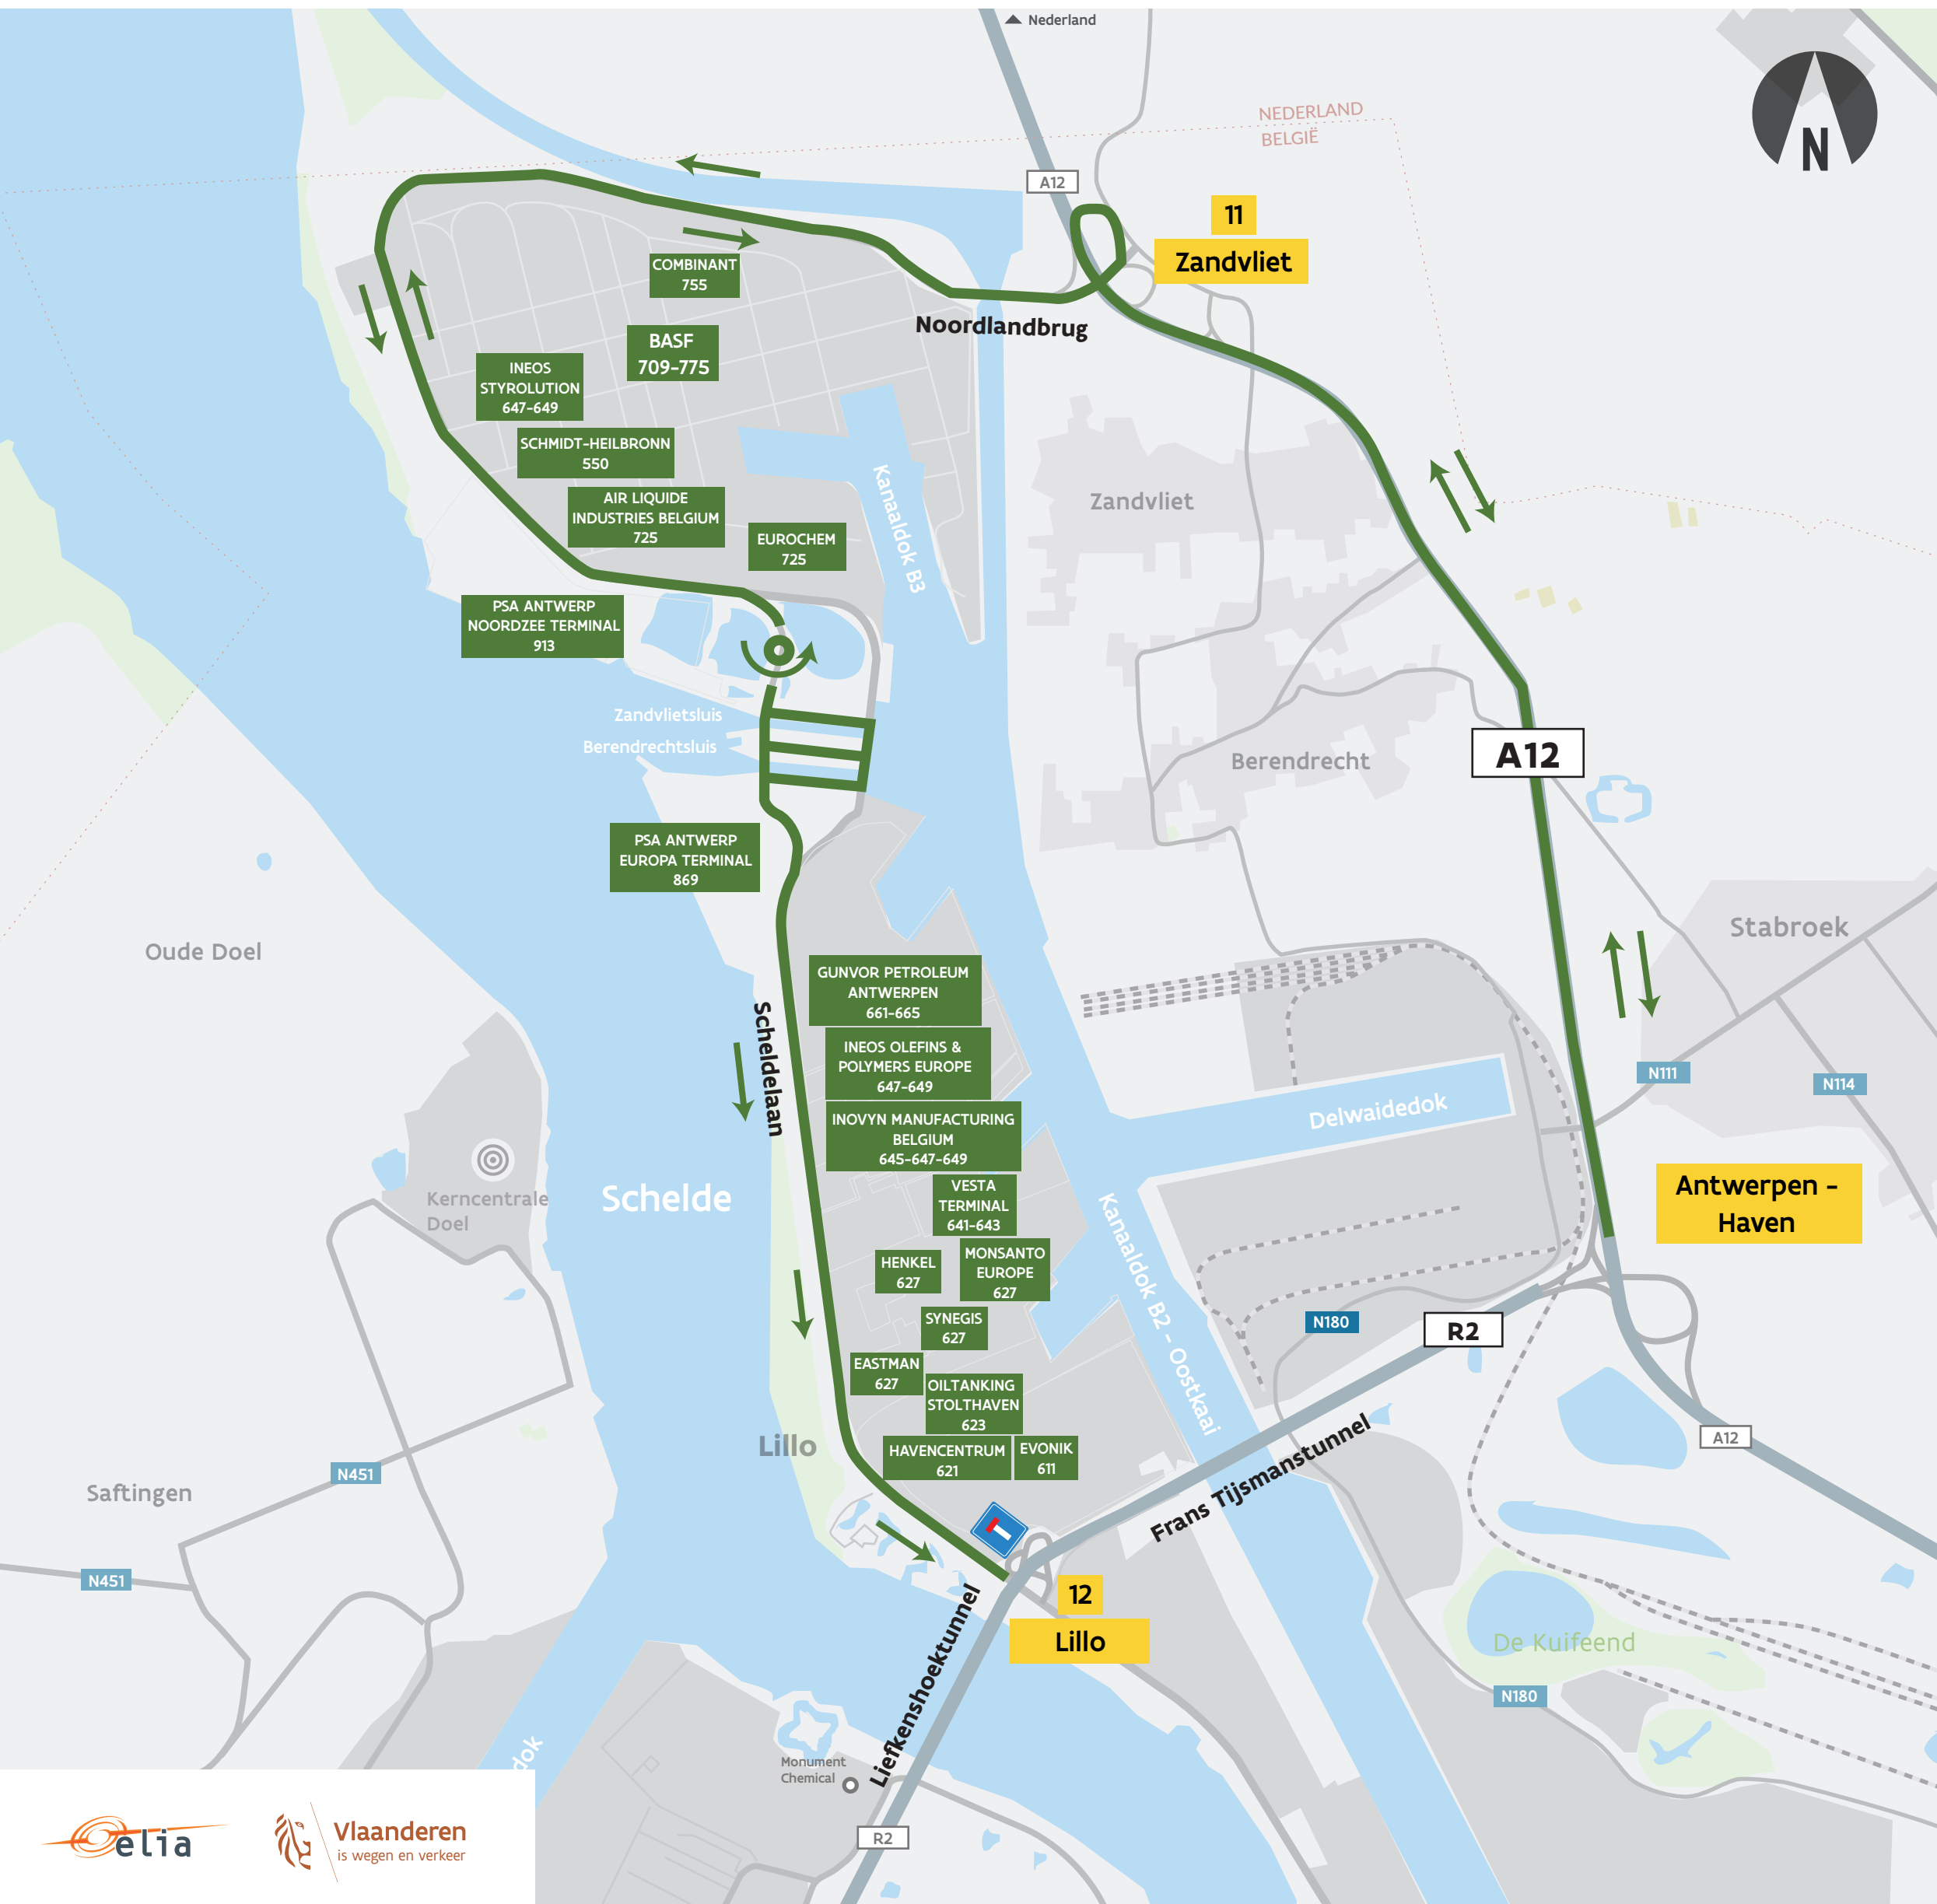 Nederland
NEDERLAND
BELGIË
N
A12
11
Zandvliet
COMBINANT
755
Noordlandbrug
BASF
709-775
INEOS
STYROLUTION
647-649
SCHMIDT-HEILBRONN
550
Kanaaldok B3
Zandvliet
AIR LIQUIDE
INDUSTRIES BELGIUM
725
EUROCHEM
725
PSA ANTWERP
NOORDZEE TERMINAL
913
Zandvlietsluis
Berendrechtsluis
Berendrecht
A12
PSA ANTWERP
EUROPA TERMINAL
869
Stabroek
Oude Doel
GUNVOR PETROLEUM
ANTWERPEN
661-665
Scheldelaan
INEOS OLEFINS &
POLYMERS EUROPE
647-649
N111
N114
Delwaidedok
INOVYN MANUFACTURING
BELGIUM
645-647-649
Kerncentrale
Doel
Schelde
VESTA
TERMINAL
641-643
Antwerpen -
Haven
Kanaaldok B2 - Oostkaai
HENKEL
627
MONSANTO
EUROPE
627
SYNEGIS
627
N180
R2
EASTMAN
627
OILTANKING
STOLTHAVEN
623
Lillo
HAVENCENTRUM
621
EVONIK
611
A12
Frans Tijsmanstunnel
N451
Saftingen
N451
12
Lillo
Liefkenshoektunnel
De Kuifeend
N180
dok
Monument
Chemical
R2
elia
Vlaanderen
is wegen en verkeer